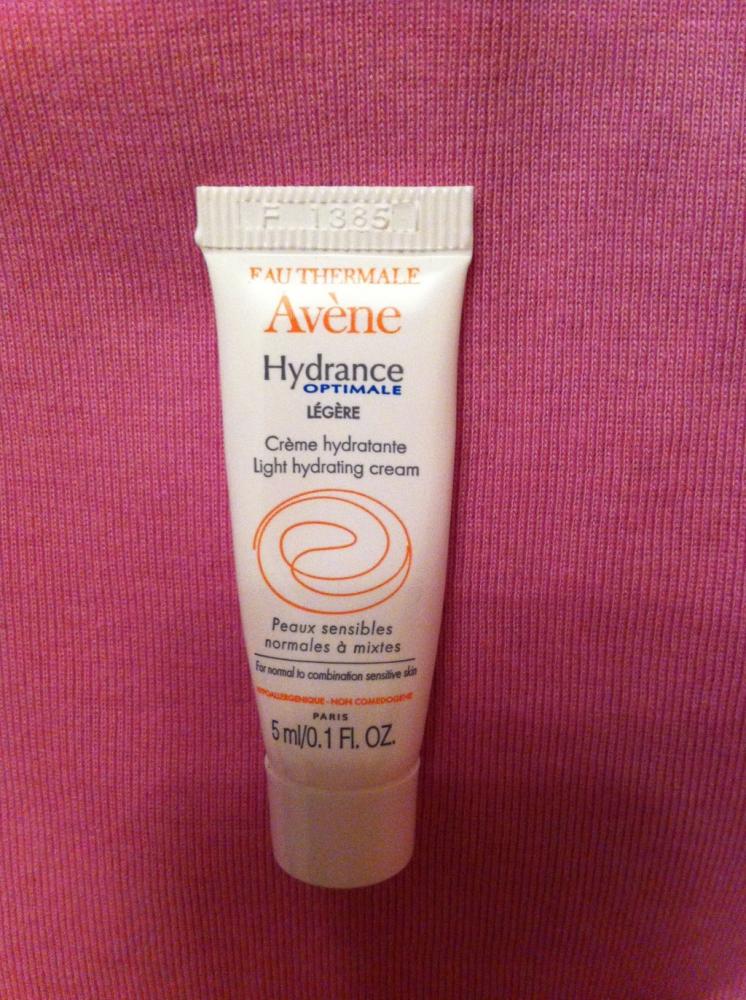 F 1385
EAU THERMALE
Avène
Hydrance
OPTIMALE
LÉGÈRE
Crème hydratante
Light hydrating cream
Peaux sensibles
normales à mixtes
For normal to combination sensitive skin
HYPOALLERGENIQUE - NON COMEDOGENE
PARIS
5 ml/0.1 Fl. OZ.